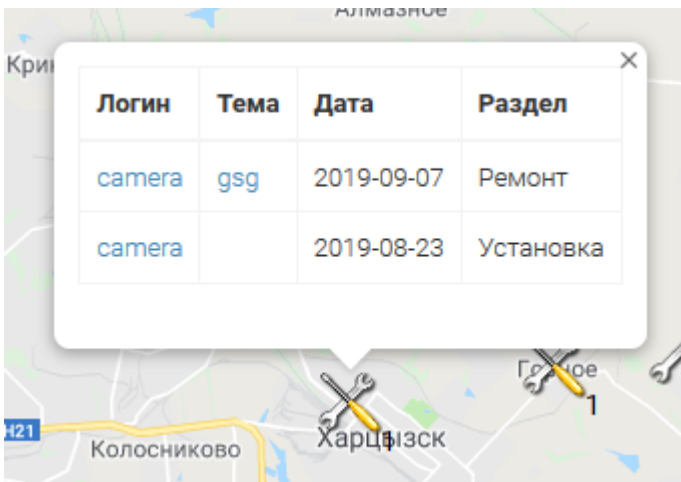 Алмазное
Крин
Логин Тема Дата Раздел
camera gsg 2019-09-07 Ремонт
camera 2019-08-23 Установка
Горное
1
Харцызск
1
H21
Колосниково